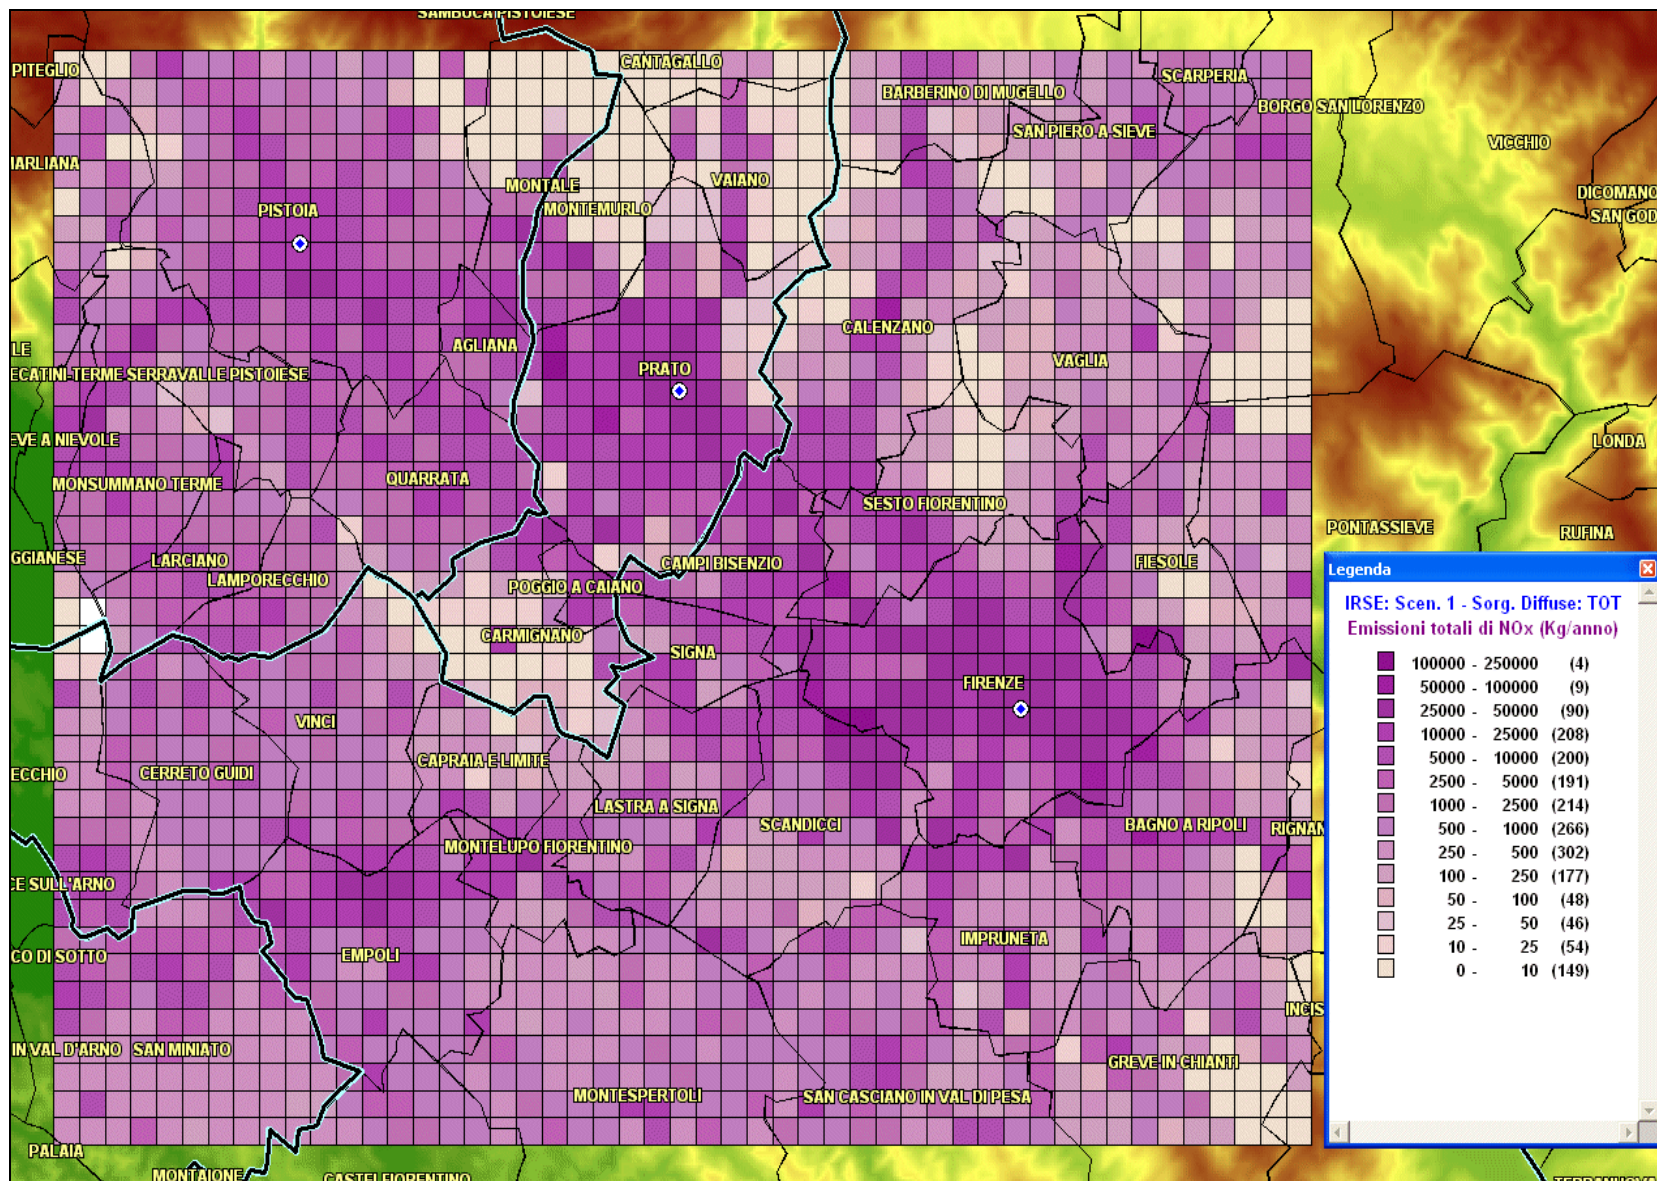 SAMBUCA PISTOIESE
CANTAGALLO
PITEGLIO
SCARPERIA
BARBERINO DI MUGELLO
BORGO SAN LORENZO
SAN PIERO A SIEVE
VICCHIO
MARLIANA
VAIANO
MONTALE
DICOMANO
PISTOIA
MONTEMURLO
SAN GOD
CALENZANO
AGLIANA
LE
VAGLIA
PRATO
ECATINI-TERME
SERRAVALLE PISTOIESE
EVE A NIEVOLE
LONDA
QUARRATA
MONSUMMANO TERME
SESTO FIORENTINO
PONTASSIEVE
RUFINA
GGIANESE
LARCIANO
CAMPI BISENZIO
FIESOLE
LAMPORECCHIO
POGGIO A CAIANO
CARMIGNANO
SIGNA
FIRENZE
VINCI
CAPRAIA E LIMITE
ECCHIO
CERRETO GUIDI
LASTRA A SIGNA
SCANDICCI
BAGNO A RIPOLI
RIGNAN
MONTELUPO FIORENTINO
CE SULL'ARNO
IMPRUNETA
CO DI SOTTO
EMPOLI
INCIS
IN VAL D'ARNO
SAN MINIATO
GREVE IN CHIANTI
MONTESPERTOLI
SAN CASCIANO IN VAL DI PESA
PALAIA
MONTAIONE
CASTELFIORENTINO
TERRANUOVA
Legenda
IRSE: Scen. 1 - Sorg. Diffuse: TOT
Emissioni totali di NOx (Kg/anno)
100000 - 250000 (4)
50000 - 100000 (9)
25000 - 50000 (90)
10000 - 25000 (208)
5000 - 10000 (200)
2500 - 5000 (191)
1000 - 2500 (214)
500 - 1000 (266)
250 - 500 (302)
100 - 250 (177)
50 - 100 (48)
25 - 50 (46)
10 - 25 (54)
0 - 10 (149)